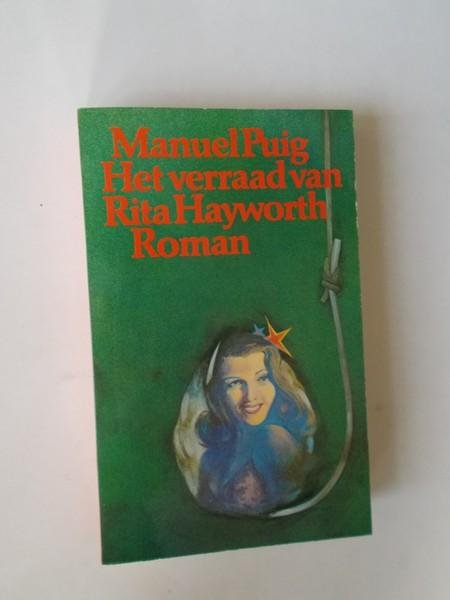 Manuel Puig
Het verraad van
Rita Hayworth
Roman